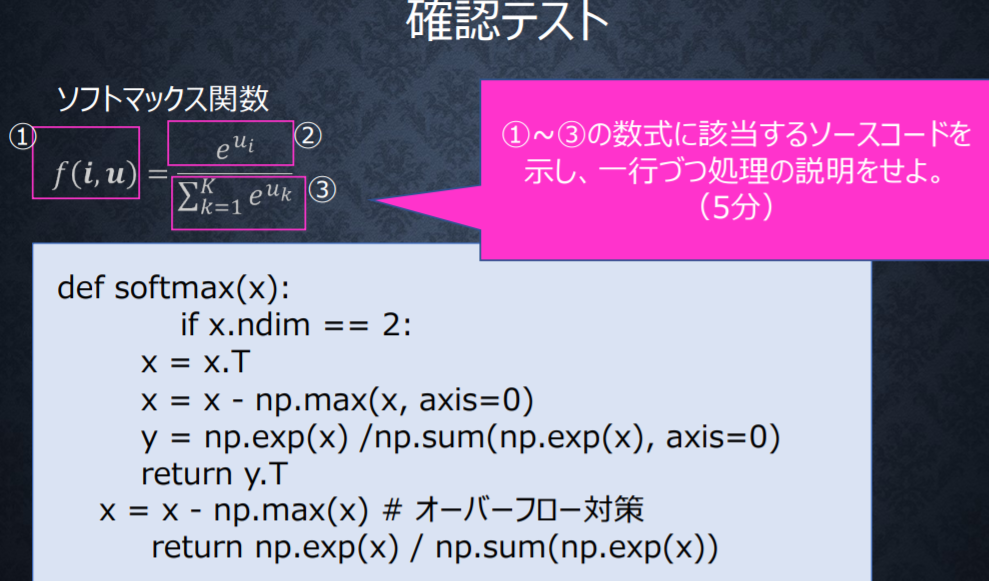 確認テスト
ソフトマックス関数
① f(i, u) = e^{u_i} ②
∑_{k=1}^{K} e^{u_k} ③
①~③の数式に該当するソースコードを
示し、一行づつ処理の説明をせよ。
(5分)
def softmax(x):
if x.ndim == 2:
x = x.T
x = x - np.max(x, axis=0)
y = np.exp(x) /np.sum(np.exp(x), axis=0)
return y.T
x = x - np.max(x) # オーバーフロー対策
return np.exp(x) / np.sum(np.exp(x))